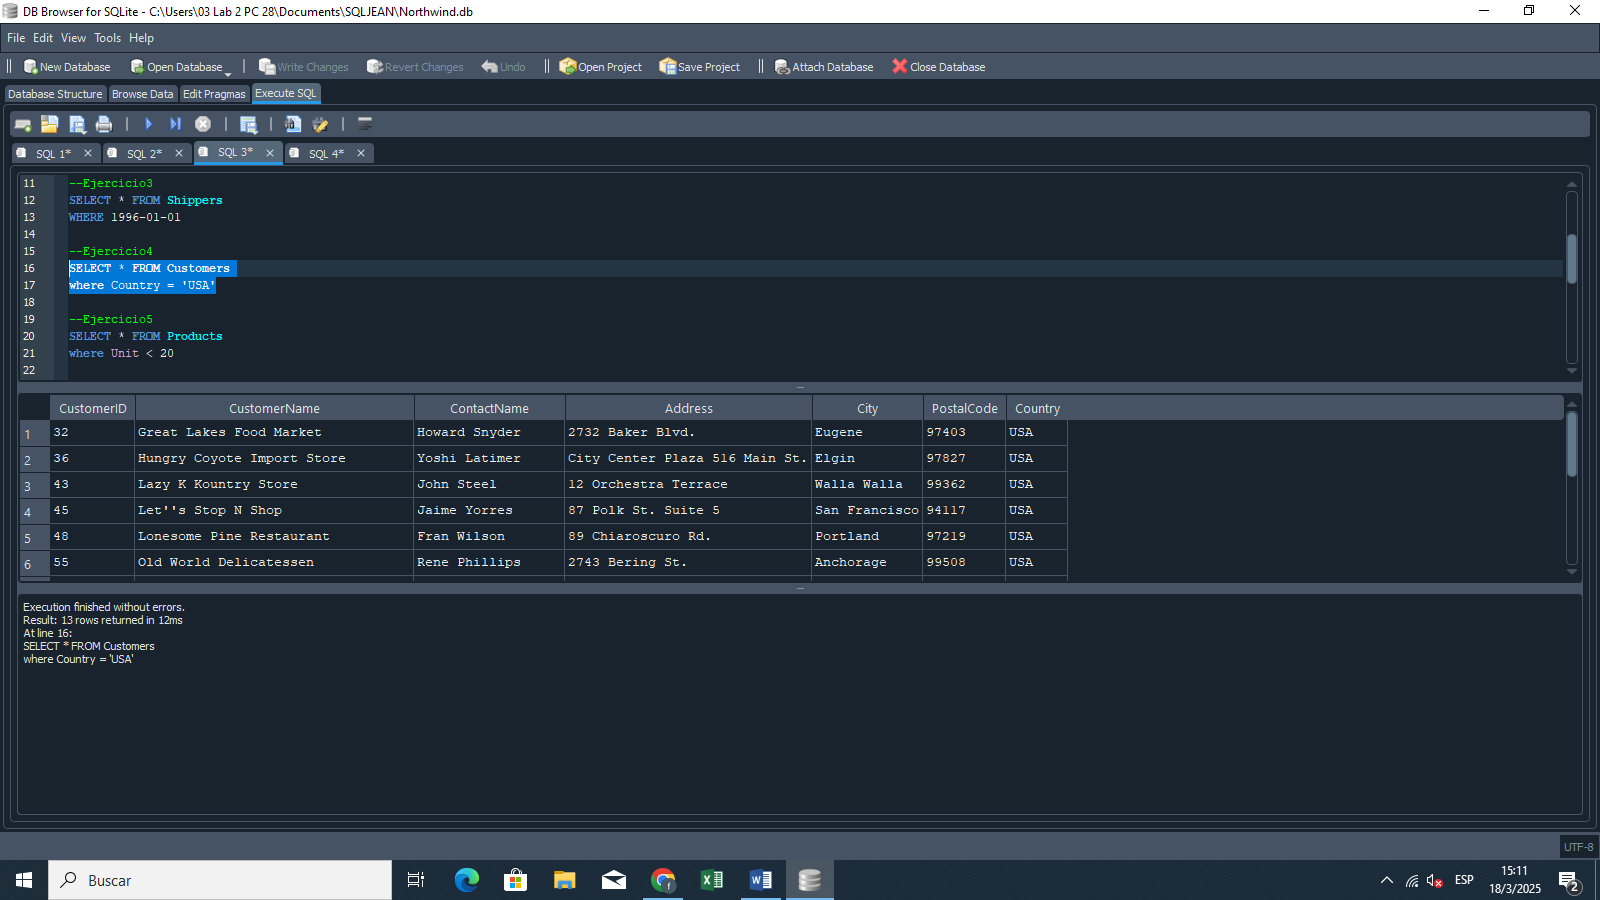 DB Browser for SQLite - C:\Users\03 Lab 2 PC 28\Documents\SQLJEAN\Northwind.db
File Edit View Tools Help
New Database Open Database Write Changes Revert Changes Undo Open Project Save Project Attach Database Close Database
Database Structure Browse Data Edit Pragmas Execute SQL
SQL 1* SQL 2* SQL 3* SQL 4*
11 --Ejercicio3
12 SELECT * FROM Shippers
13 WHERE 1996-01-01
14
15 --Ejercicio4
16 SELECT * FROM Customers
17 where Country = 'USA'
18
19 --Ejercicio5
20 SELECT * FROM Products
21 where Unit < 20
22
CustomerID CustomerName ContactName Address City PostalCode Country
1 32 Great Lakes Food Market Howard Snyder 2732 Baker Blvd. Eugene 97403 USA
2 36 Hungry Coyote Import Store Yoshi Latimer City Center Plaza 516 Main St. Elgin 97827 USA
3 43 Lazy K Kountry Store John Steel 12 Orchestra Terrace Walla Walla 99362 USA
4 45 Let''s Stop N Shop Jaime Yorres 87 Polk St. Suite 5 San Francisco 94117 USA
5 48 Lonesome Pine Restaurant Fran Wilson 89 Chiaroscuro Rd. Portland 97219 USA
6 55 Old World Delicatessen Rene Phillips 2743 Bering St. Anchorage 99508 USA
Execution finished without errors.
Result: 13 rows returned in 12ms
At line 16:
SELECT * FROM Customers
where Country = 'USA'
UTF-8
Buscar
ESP
15:11
18/3/2025
2